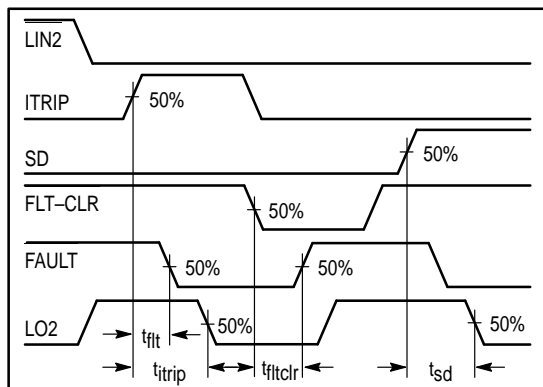 LIN2
ITRIP
50%
SD
50%
FLT–CLR
50%
FAULT
50%
50%
LO2
50%
50%
tflt
titrip
tfltclr
tsd